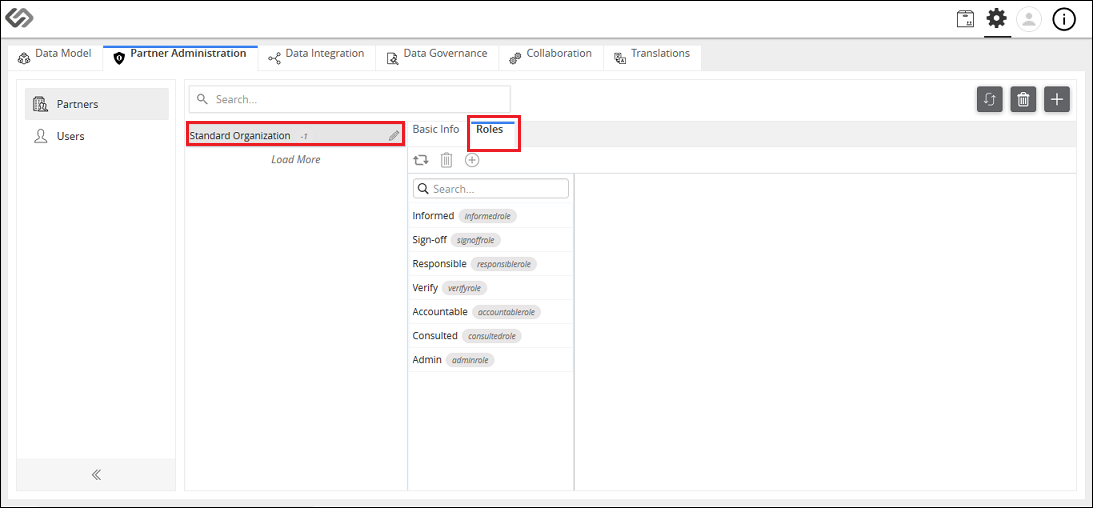 Data Model Partner Administration Data Integration Data Governance Collaboration Translations
Partners
Users
Search...
Standard Organization -1
Load More
Basic Info Roles
Search...
Informed informedrole
Sign-off signoffrole
Responsible responsiblerole
Verify verifyrole
Accountable accountablerole
Consulted consultedrole
Admin adminrole